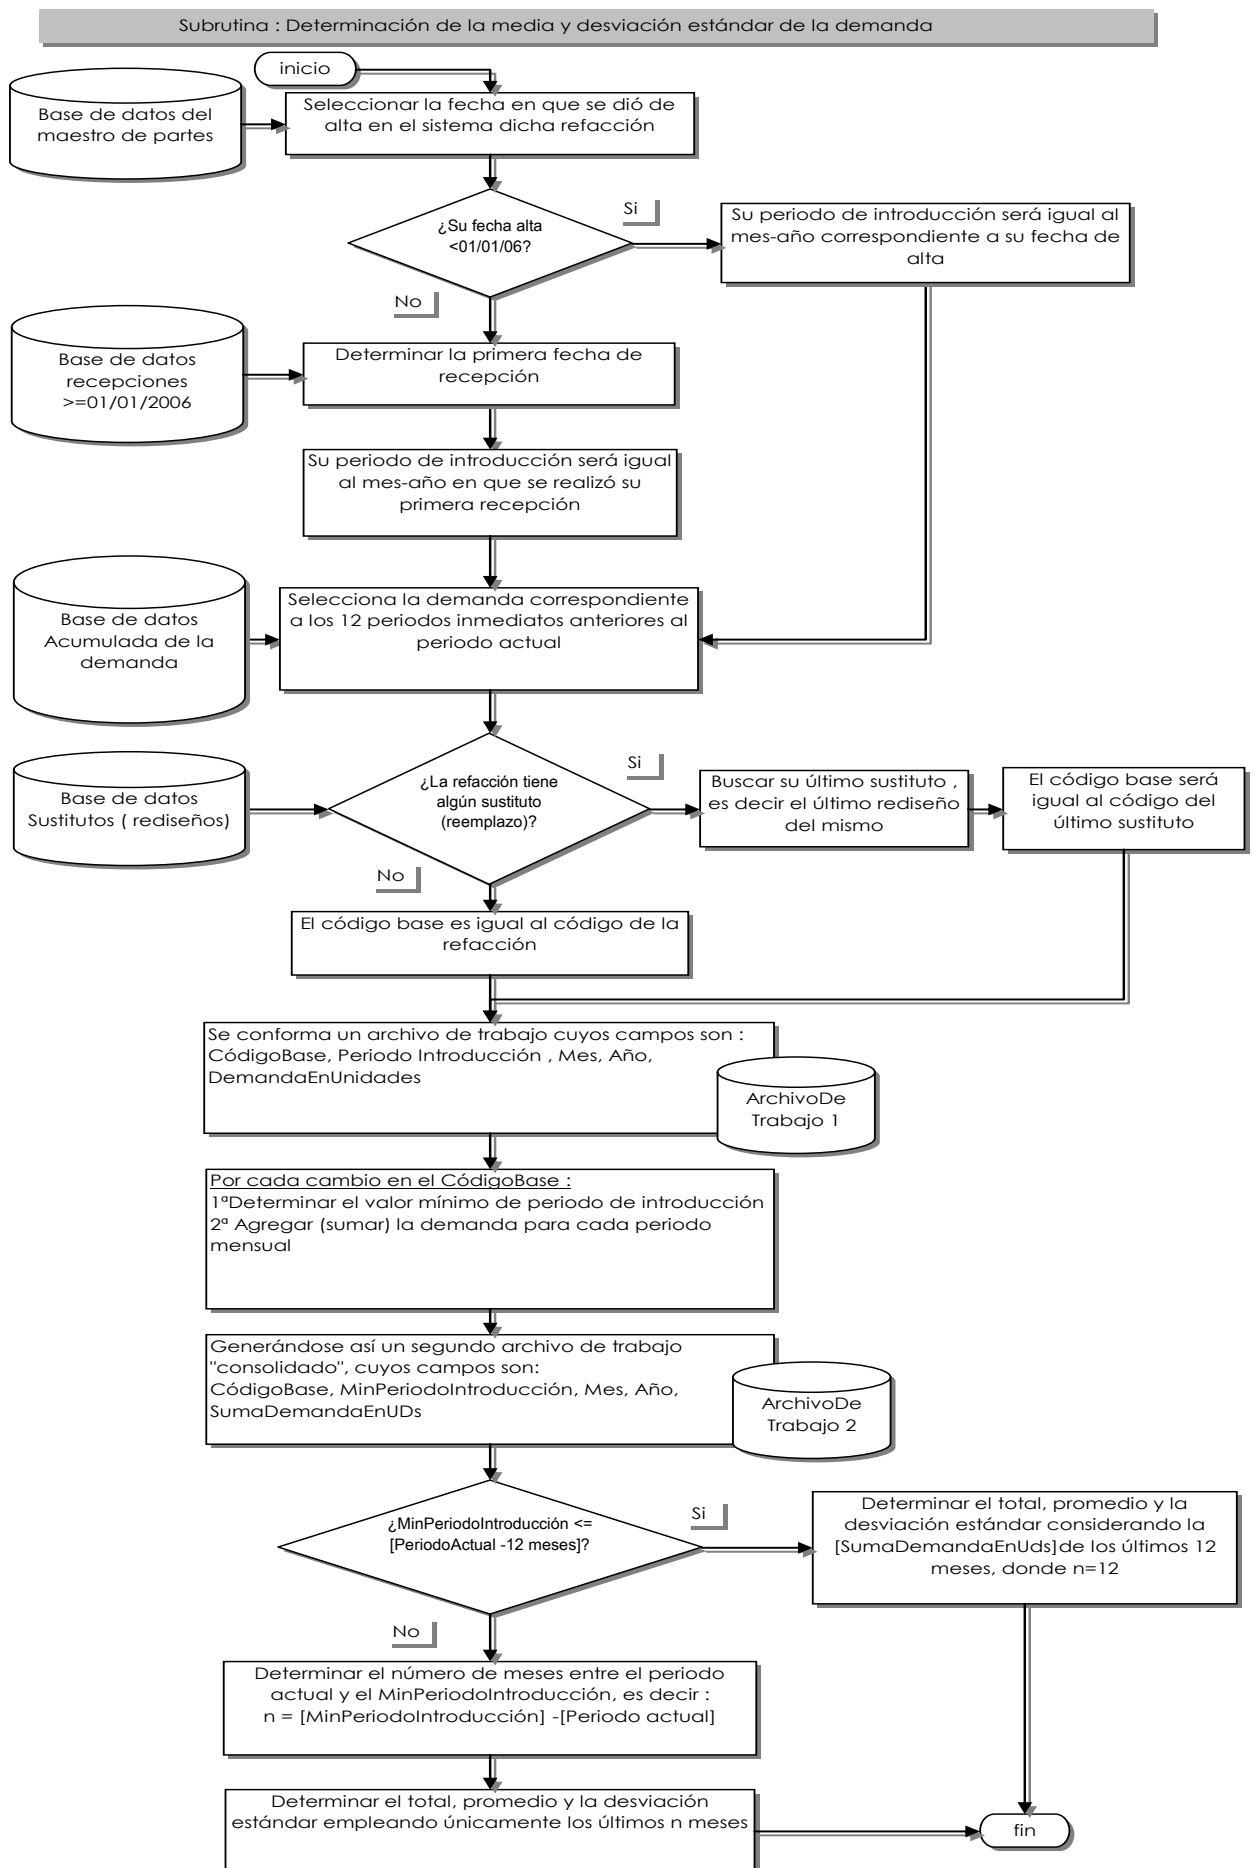 Subrutina : Determinación de la media y desviación estándar de la demanda
inicio
Base de datos del
maestro de partes
Seleccionar la fecha en que se dió de
alta en el sistema dicha refacción
¿Su fecha alta
<01/01/06?
Si
Su periodo de introducción será igual al
mes-año correspondiente a su fecha de
alta
No
Base de datos
recepciones
>=01/01/2006
Determinar la primera fecha de
recepción
Su periodo de introducción será igual
al mes-año en que se realizó su
primera recepción
Base de datos
Acumulada de la
demanda
Selecciona la demanda correspondiente
a los 12 periodos inmediatos anteriores al
periodo actual
Base de datos
Sustitutos ( rediseños)
¿La refacción tiene
algún sustituto
(reemplazo)?
Si
Buscar su último sustituto ,
es decir el último rediseño
del mismo
El código base será
igual al código del
último sustituto
No
El código base es igual al código de la
refacción
Se conforma un archivo de trabajo cuyos campos son :
CódigoBase, Periodo Introducción , Mes, Año,
DemandaEnUnidades
ArchivoDe
Trabajo 1
Por cada cambio en el CódigoBase :
1ªDeterminar el valor mínimo de periodo de introducción
2ª Agregar (sumar) la demanda para cada periodo
mensual
Generándose así un segundo archivo de trabajo
"consolidado", cuyos campos son:
CódigoBase, MinPeriodoIntroducción, Mes, Año,
SumaDemandaEnUDs
ArchivoDe
Trabajo 2
¿MinPeriodoIntroducción <=
[PeriodoActual -12 meses]?
Si
Determinar el total, promedio y la
desviación estándar considerando la
[SumaDemandaEnUds]de los últimos 12
meses, donde n=12
No
Determinar el número de meses entre el periodo
actual y el MinPeriodoIntroducción, es decir :
n = [MinPeriodoIntroducción] -[Periodo actual]
Determinar el total, promedio y la desviación
estándar empleando únicamente los últimos n meses
fin